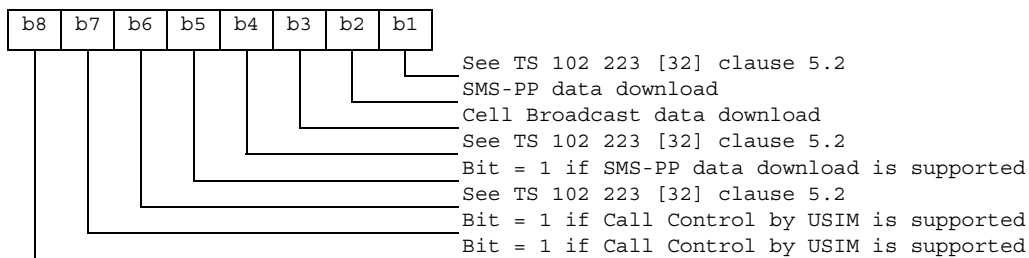 b8 b7 b6 b5 b4 b3 b2 b1
See TS 102 223 [32] clause 5.2
SMS-PP data download
Cell Broadcast data download
See TS 102 223 [32] clause 5.2
Bit = 1 if SMS-PP data download is supported
See TS 102 223 [32] clause 5.2
Bit = 1 if Call Control by USIM is supported
Bit = 1 if Call Control by USIM is supported